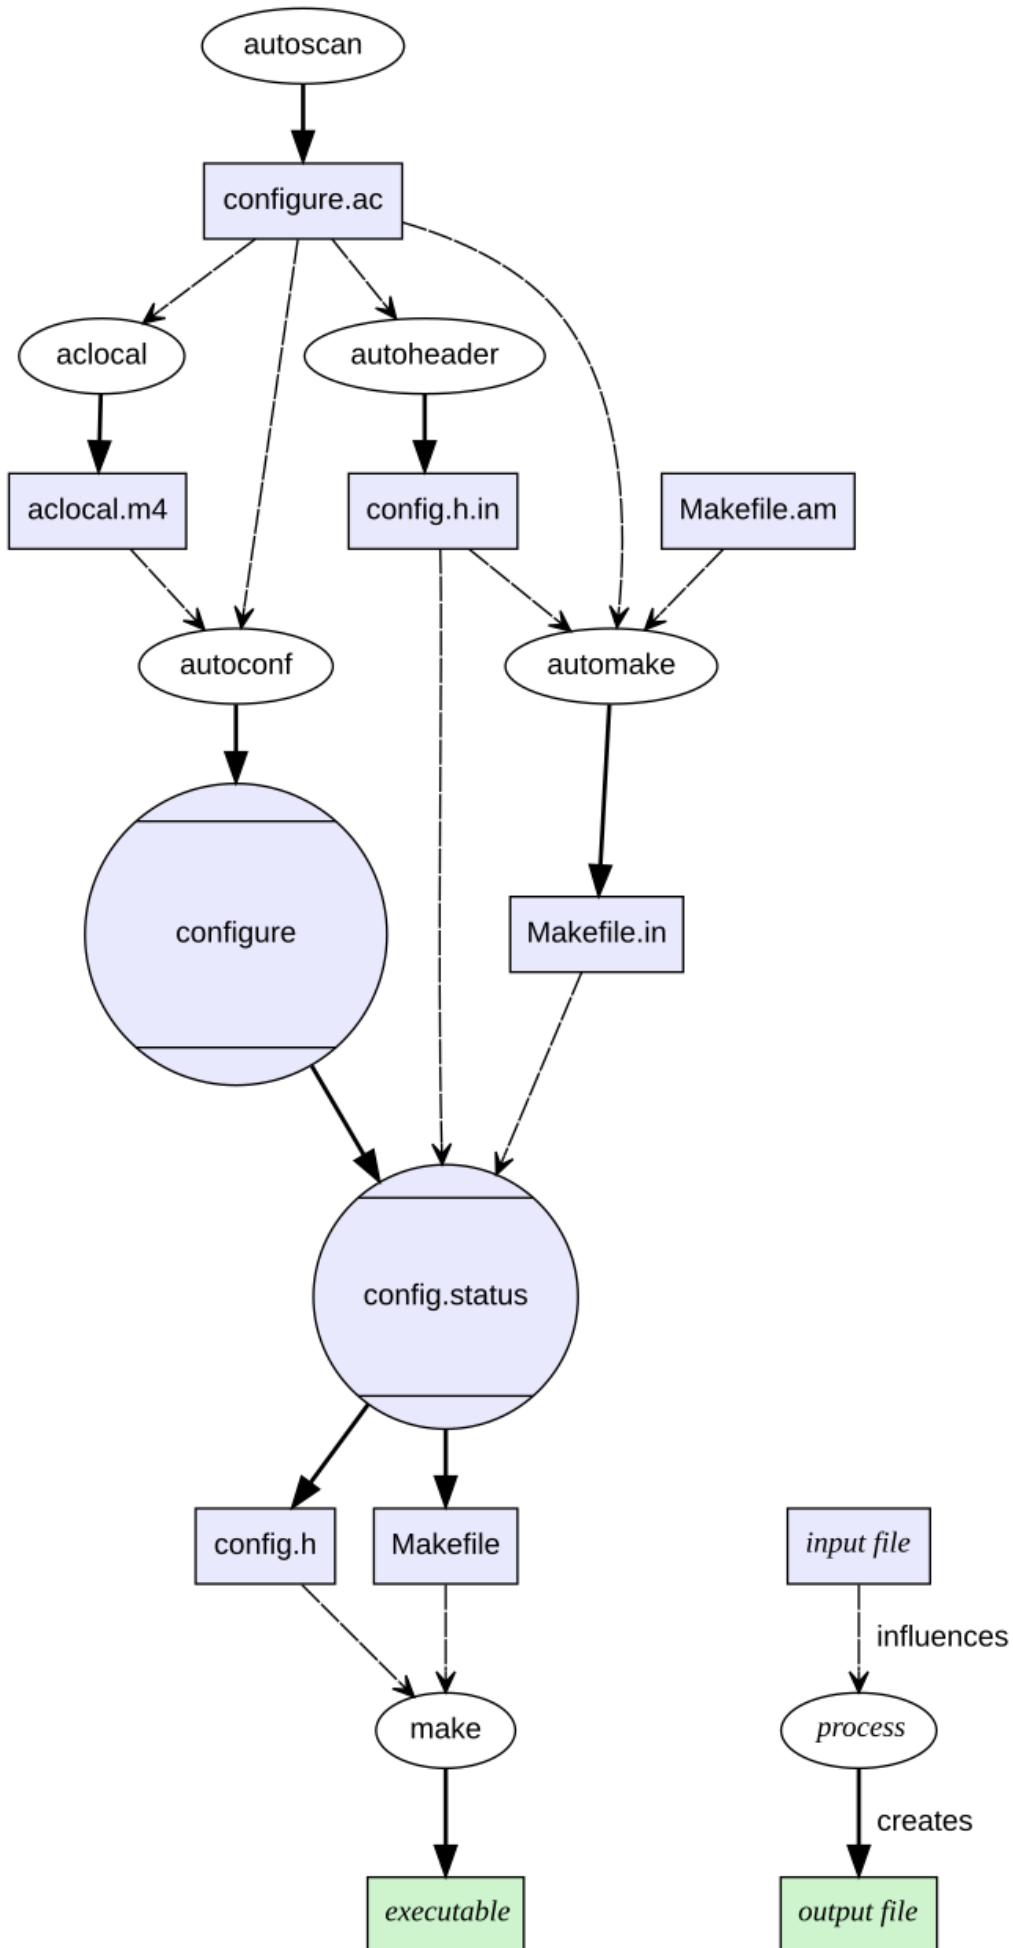 autoscan
configure.ac
aclocal
autoheader
aclocal.m4
config.h.in
Makefile.am
autoconf
automake
configure
Makefile.in
config.status
config.h
Makefile
input file
influences
make
process
creates
executable
output file